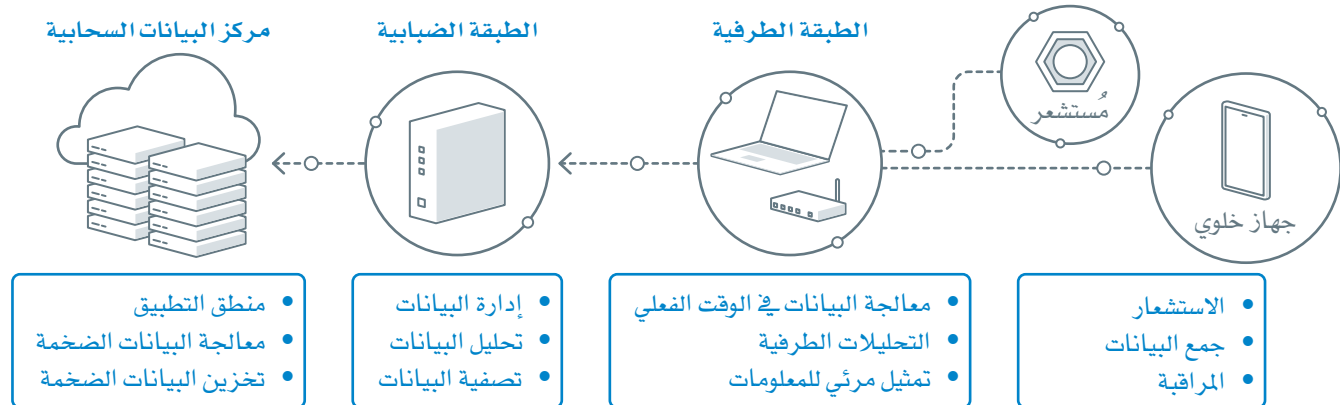 الطبقة الطرفية
الطبقة الضبابية
مركز البيانات السحابية
مُستشعر
جهاز خلوي
• الاستشعار
• جمع البيانات
• المراقبة
• معالجة البيانات في الوقت الفعلي
• التحليلات الطرفية
• تمثيل مرئي للمعلومات
• إدارة البيانات
• تحليل البيانات
• تصفية البيانات
• منطق التطبيق
• معالجة البيانات الضخمة
• تخزين البيانات الضخمة